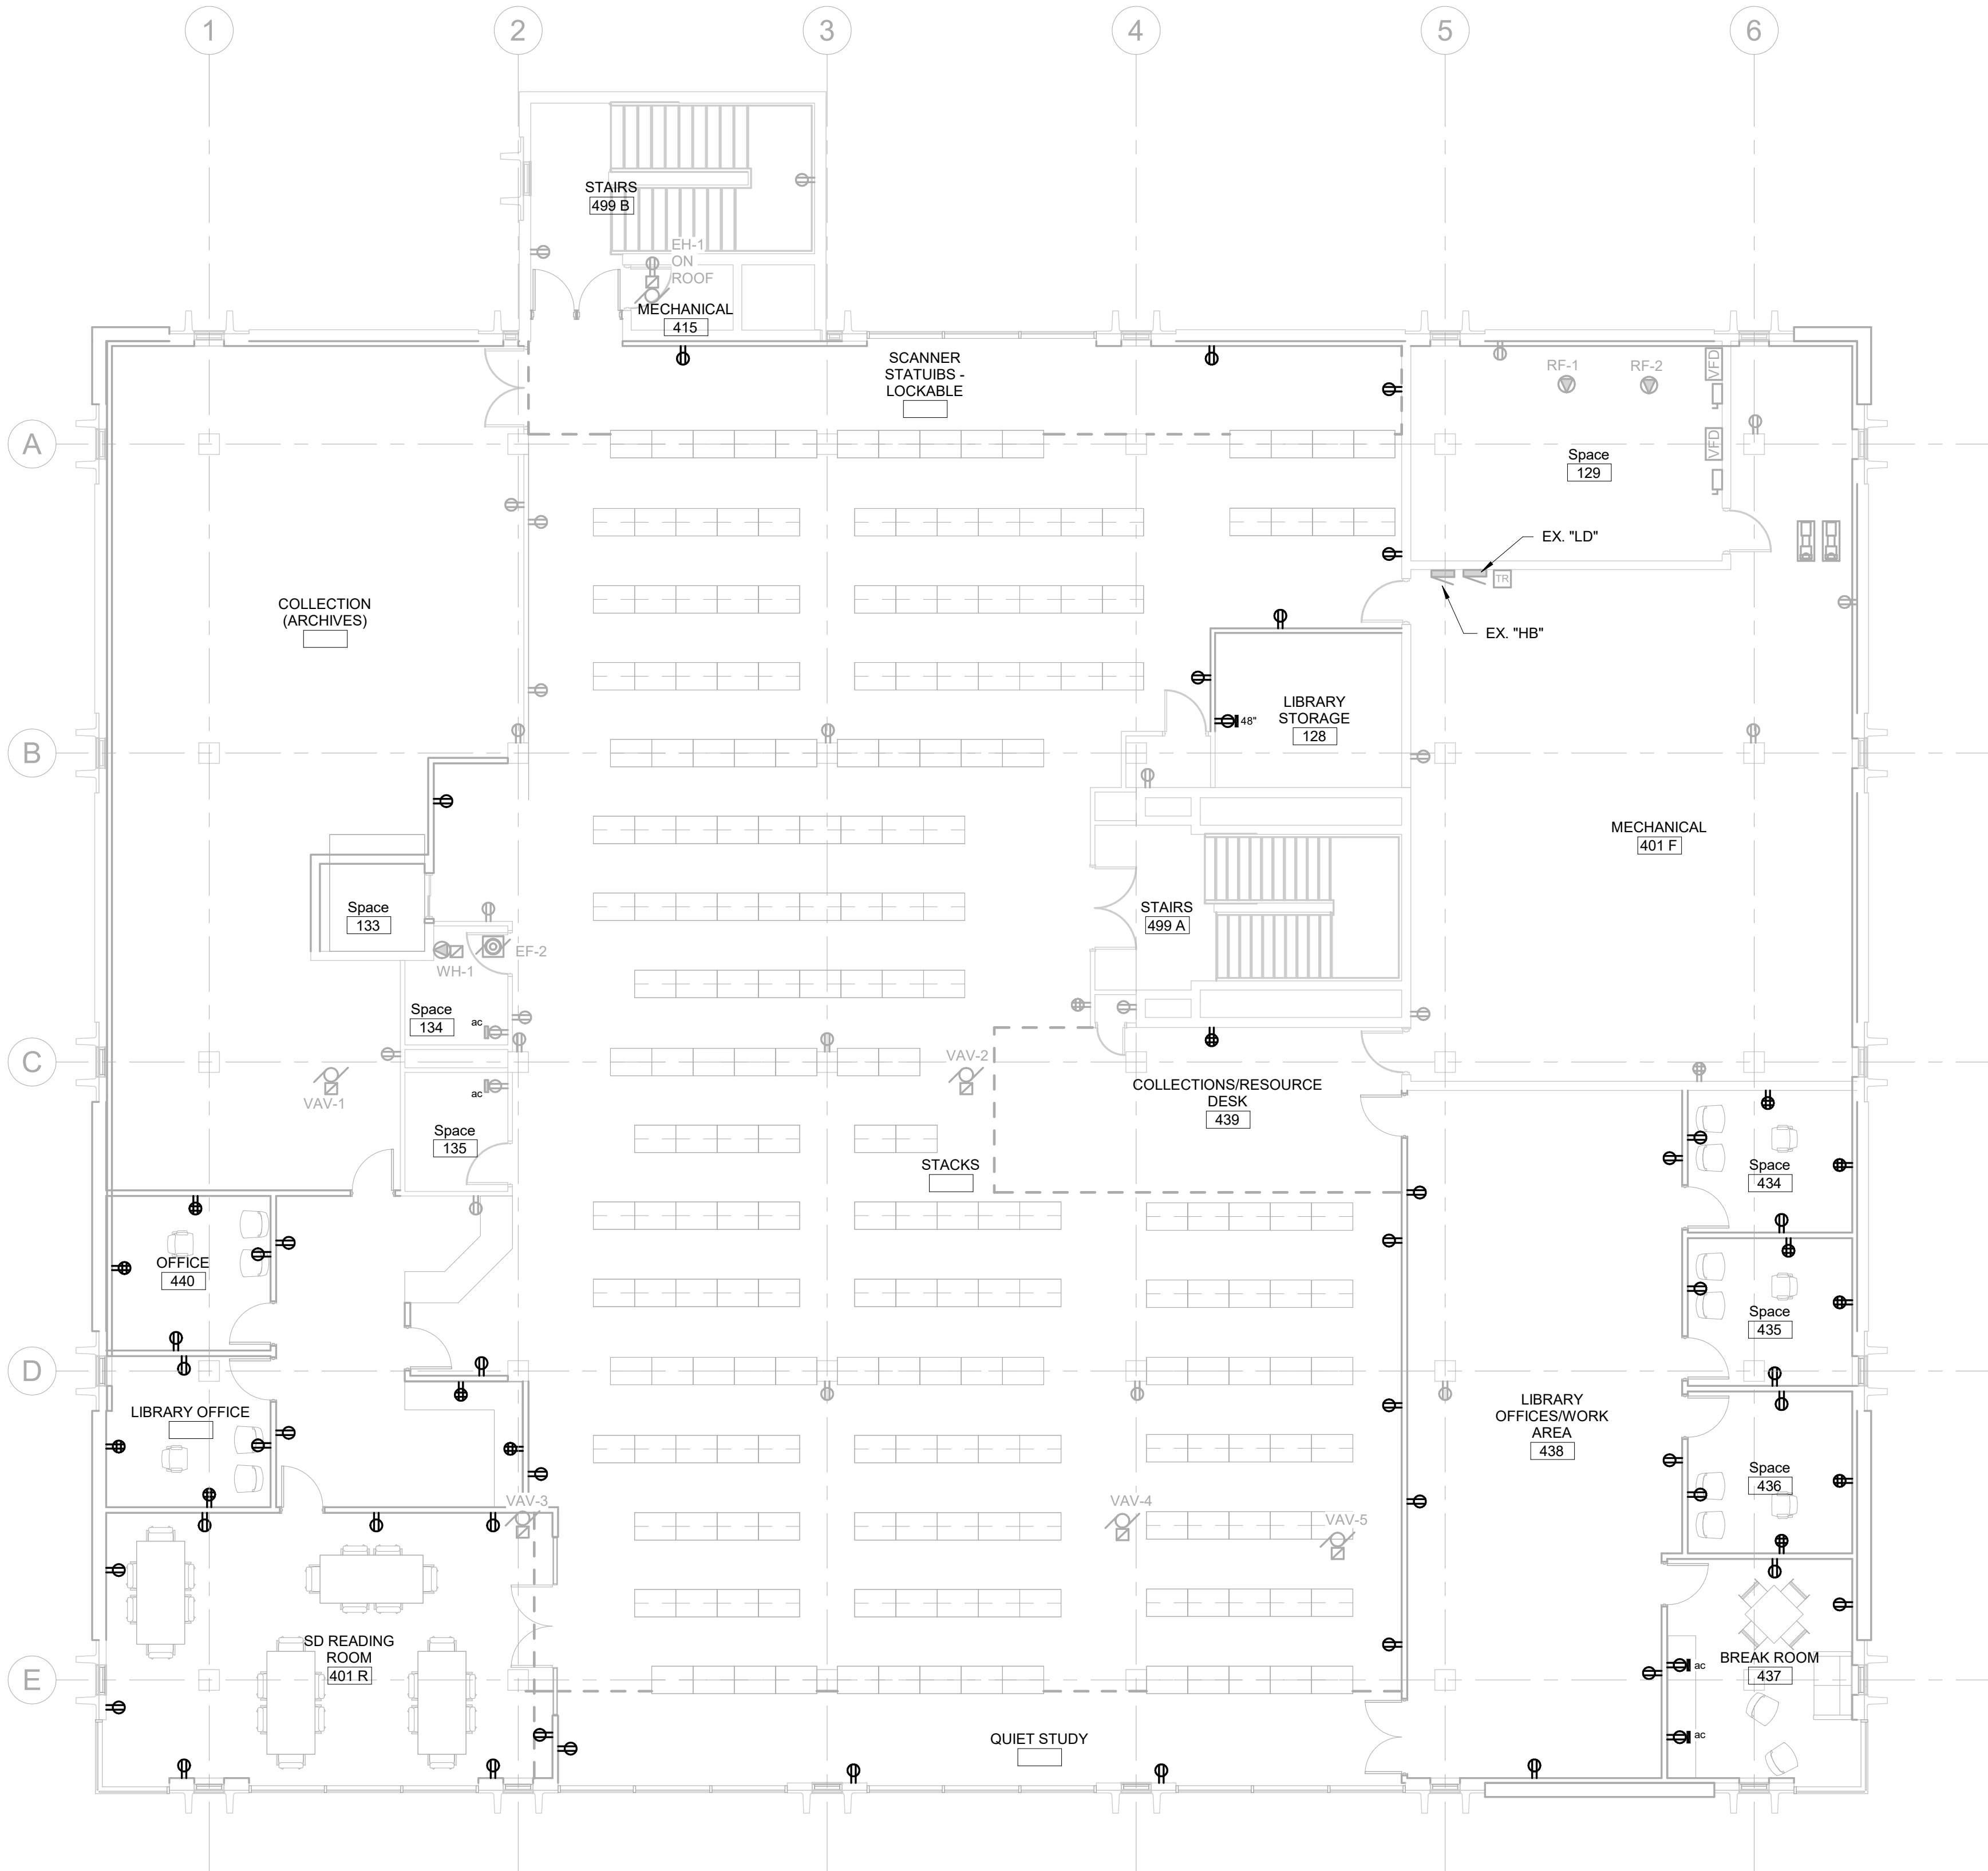 1
2
3
4
5
6
STAIRS
499 B
EH-1
ON
ROOF
MECHANICAL
415
SCANNER
STATUIBS -
LOCKABLE
RF-1
RF-2
VFD
A
VFD
Space
129
EX. "LD"
TR
EX. "HB"
COLLECTION
(ARCHIVES)
LIBRARY
STORAGE
128
48"
B
MECHANICAL
401 F
Space
133
STAIRS
499 A
EF-2
WH-1
Space
134
ac
C
VAV-1
ac
VAV-2
COLLECTIONS/RESOURCE
DESK
439
Space
135
STACKS
Space
434
OFFICE
440
Space
435
D
LIBRARY OFFICE
LIBRARY
OFFICES/WORK
AREA
438
Space
436
VAV-3
VAV-4
VAV-5
SD READING
ROOM
401 R
E
BREAK ROOM
437
ac
ac
QUIET STUDY